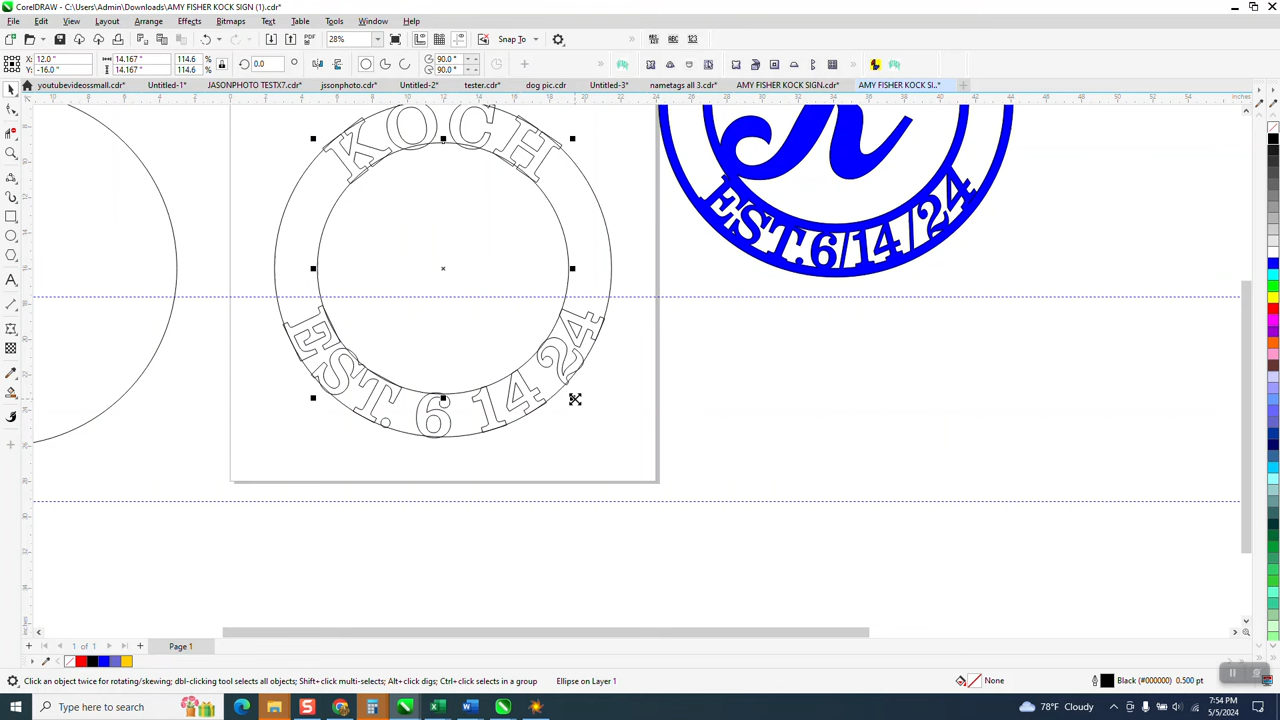 CorelDRAW - C:\Users\Admin\Downloads\AMY FISHER KOCK SIGN (1).cdr*
File Edit View Layout Arrange Effects Bitmaps Text Tools Table Window Help
28% Snap To
X: 12.0 " 14.167 " 114.6 % 0.0 ° 90.0 °
Y: -16.0 " 14.167 " 114.6 % 90.0 °
youtubevideossmall.cdr* Untitled-1* JASONPHOTO TESTX7.cdr* jssonphoto.cdr* Untitled-2* tester.cdr* dog pic.cdr Untitled-3* nametags all 3.cdr* AMY FISHER KOCK SIGN.cdr* AMY FISHER KOCK SI...*
inches
KOCH
EST. 6 14 24
EST. 6/14/24
1 of 1 Page 1
Click an object twice for rotating/skewing; dbl-clicking tool selects all objects; Shift+click multi-selects; Alt+click digs; Ctrl+click selects in a group Ellipse on Layer 1 None Black (#000000) 0.500 pt
Type here to search
78°F Cloudy
7:54 PM
5/5/2024